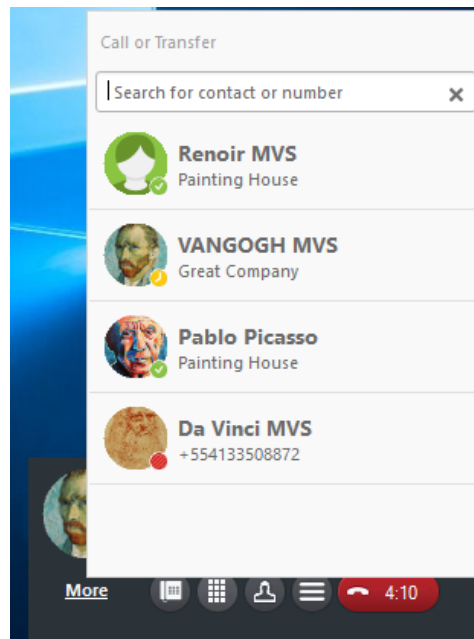 Call or Transfer
Search for contact or number
Renoir MVS
Painting House
VANGOGH MVS
Great Company
Pablo Picasso
Painting House
Da Vinci MVS
+554133508872
More
4:10